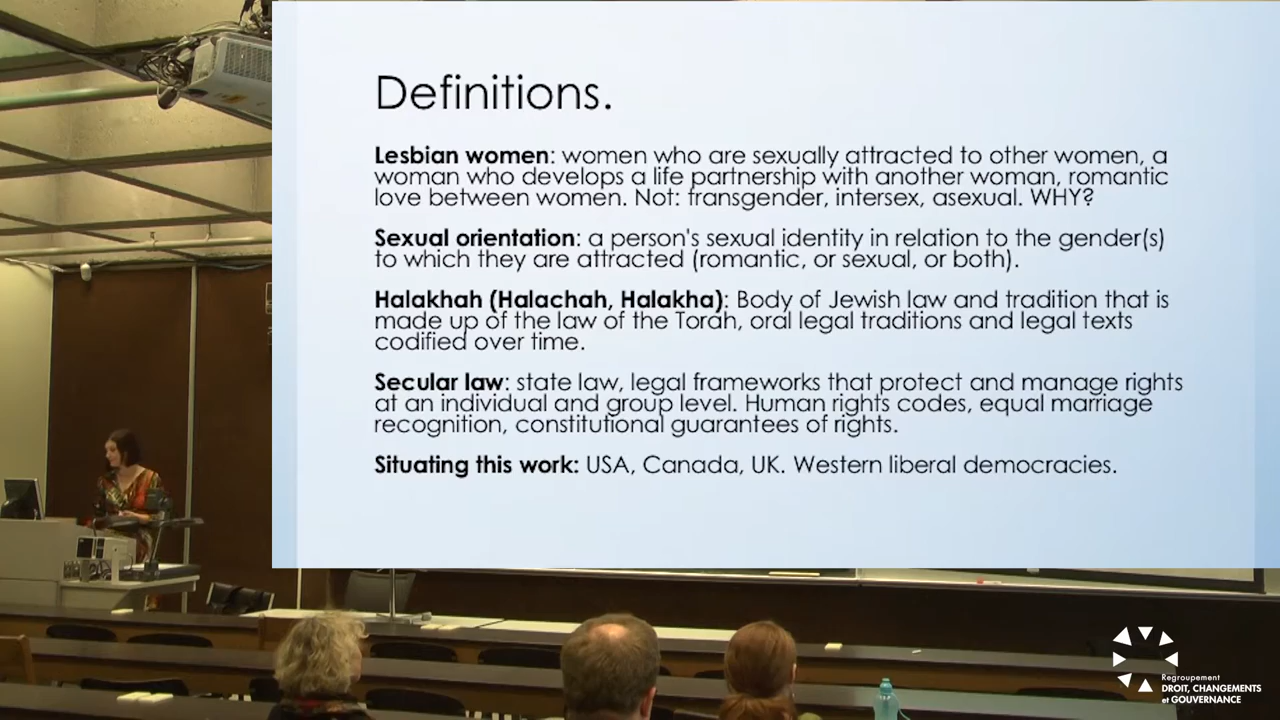 Definitions.
Lesbian women: women who are sexually attracted to other women, a
woman who develops a life partnership with another woman, romantic
love between women. Not: transgender, intersex, asexual. WHY?
Sexual orientation: a person's sexual identity in relation to the gender(s)
to which they are attracted (romantic, or sexual, or both).
Halakhah (Halachah, Halakha): Body of Jewish law and tradition that is
made up of the law of the Torah, oral legal traditions and legal texts
codified over time.
Secular law: state law, legal frameworks that protect and manage rights
at an individual and group level. Human rights codes, equal marriage
recognition, constitutional guarantees of rights.
Situating this work: USA, Canada, UK. Western liberal democracies.
Regroupement
DROIT, CHANGEMENTS
et GOUVERNANCE